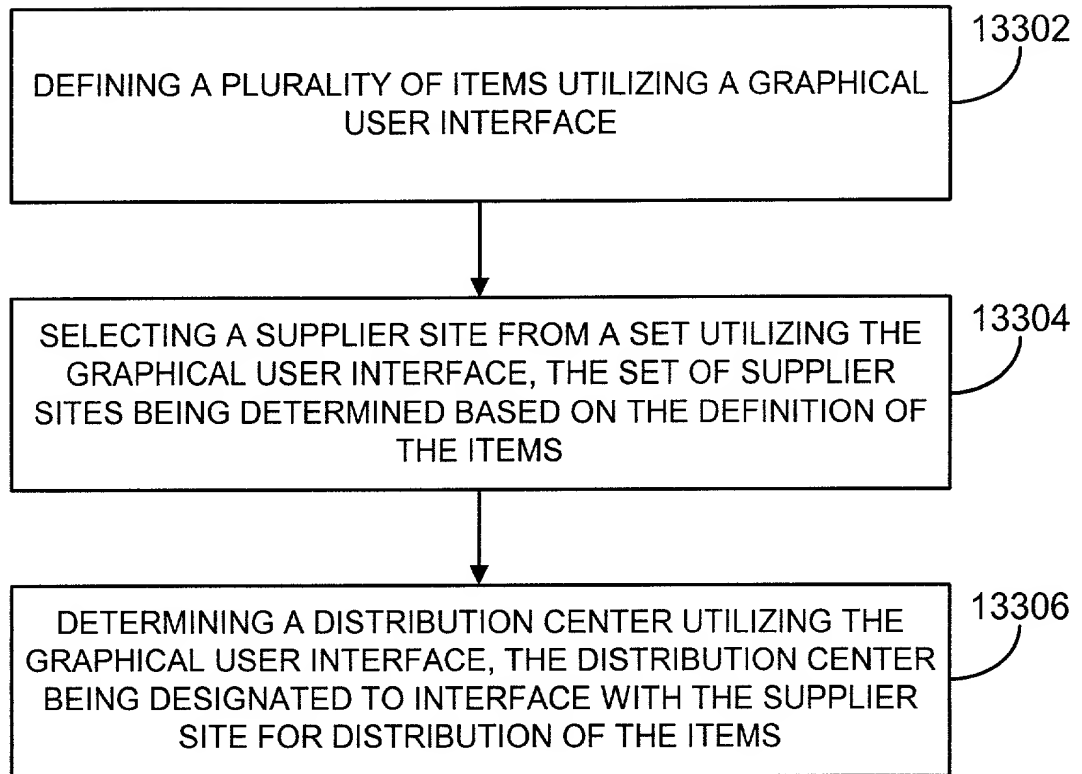 13302
DEFINING A PLURALITY OF ITEMS UTILIZING A GRAPHICAL
USER INTERFACE
13304
SELECTING A SUPPLIER SITE FROM A SET UTILIZING THE
GRAPHICAL USER INTERFACE, THE SET OF SUPPLIER
SITES BEING DETERMINED BASED ON THE DEFINITION OF
THE ITEMS
13306
DETERMINING A DISTRIBUTION CENTER UTILIZING THE
GRAPHICAL USER INTERFACE, THE DISTRIBUTION CENTER
BEING DESIGNATED TO INTERFACE WITH THE SUPPLIER
SITE FOR DISTRIBUTION OF THE ITEMS